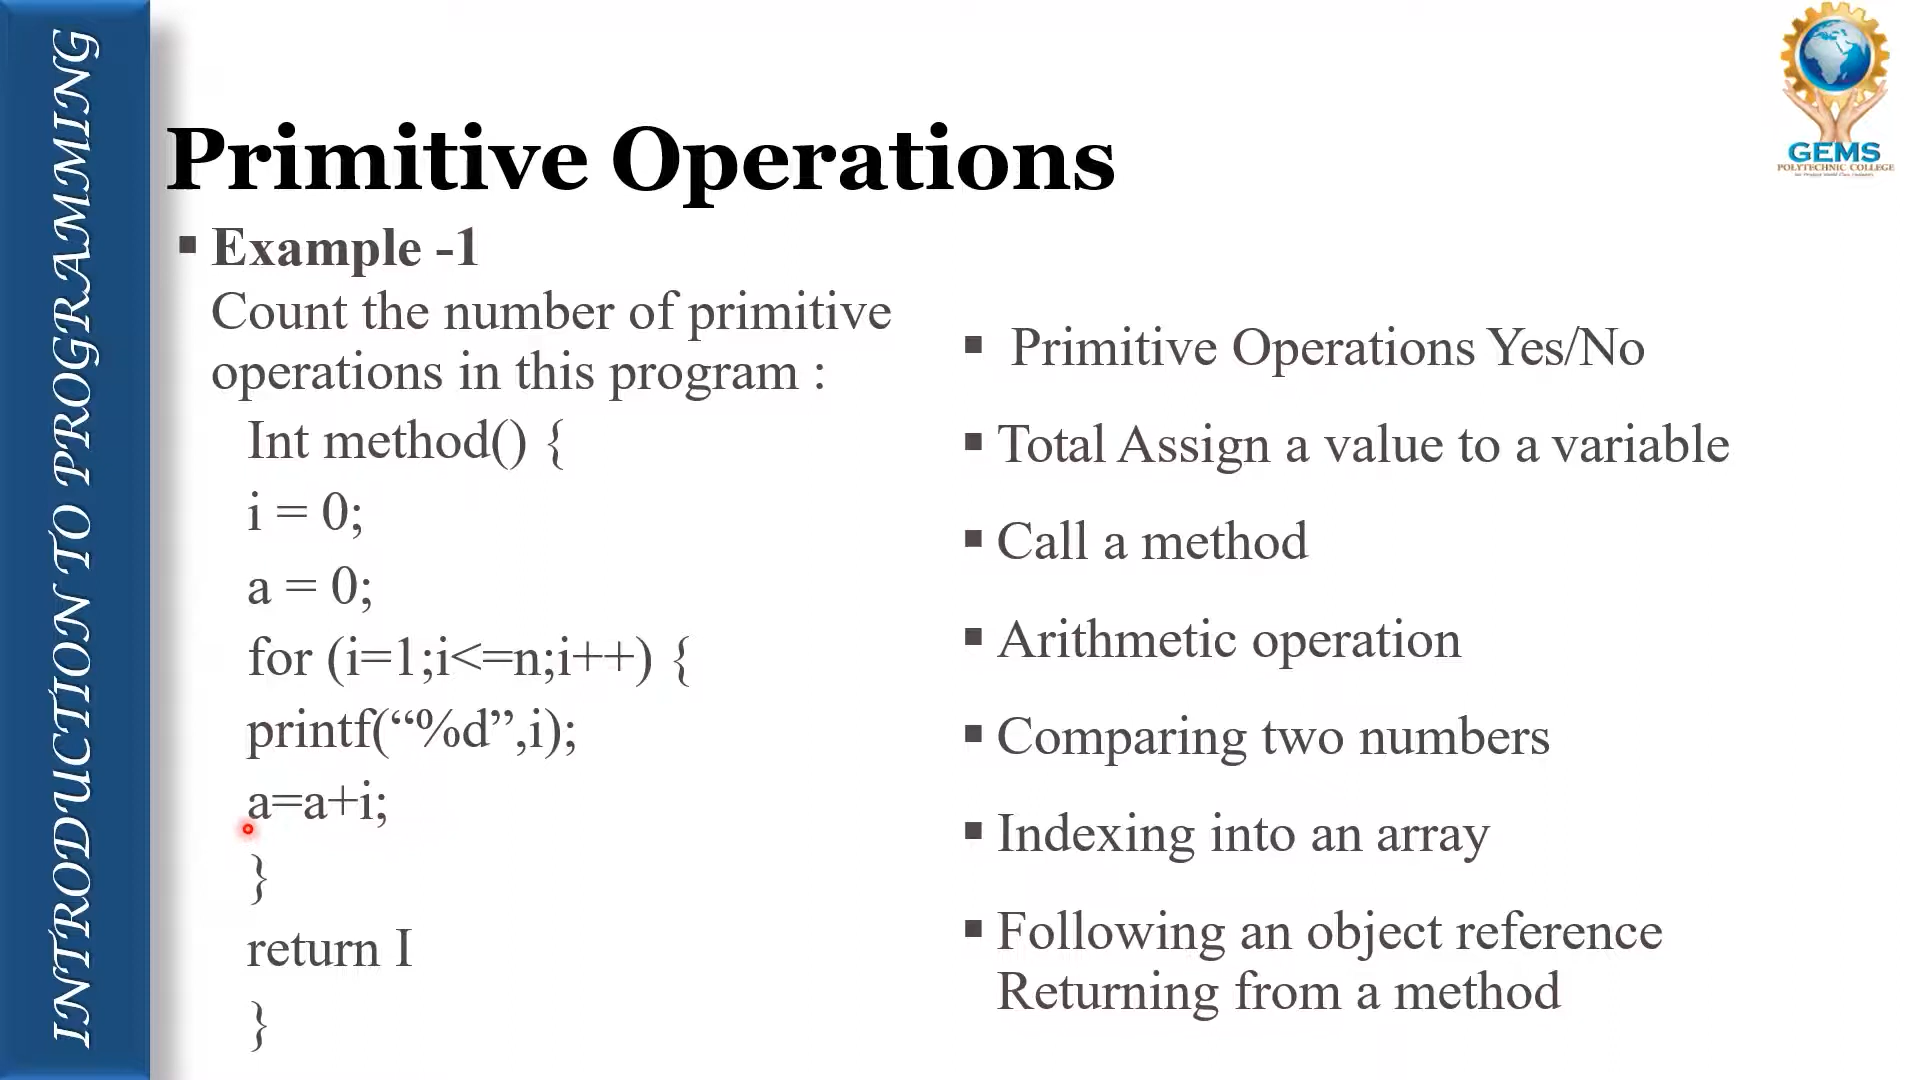 INTRODUCTION TO PROGRAMMING
GEMS
POLYTECHNIC COLLEGE
Primitive Operations
▪ Example -1
Count the number of primitive
operations in this program :
Int method() {
i = 0;
a = 0;
for (i=1;i<=n;i++) {
printf(“%d”,i);
a=a+i;
}
return I
}
▪ Primitive Operations Yes/No
▪ Total Assign a value to a variable
▪ Call a method
▪ Arithmetic operation
▪ Comparing two numbers
▪ Indexing into an array
▪ Following an object reference
Returning from a method